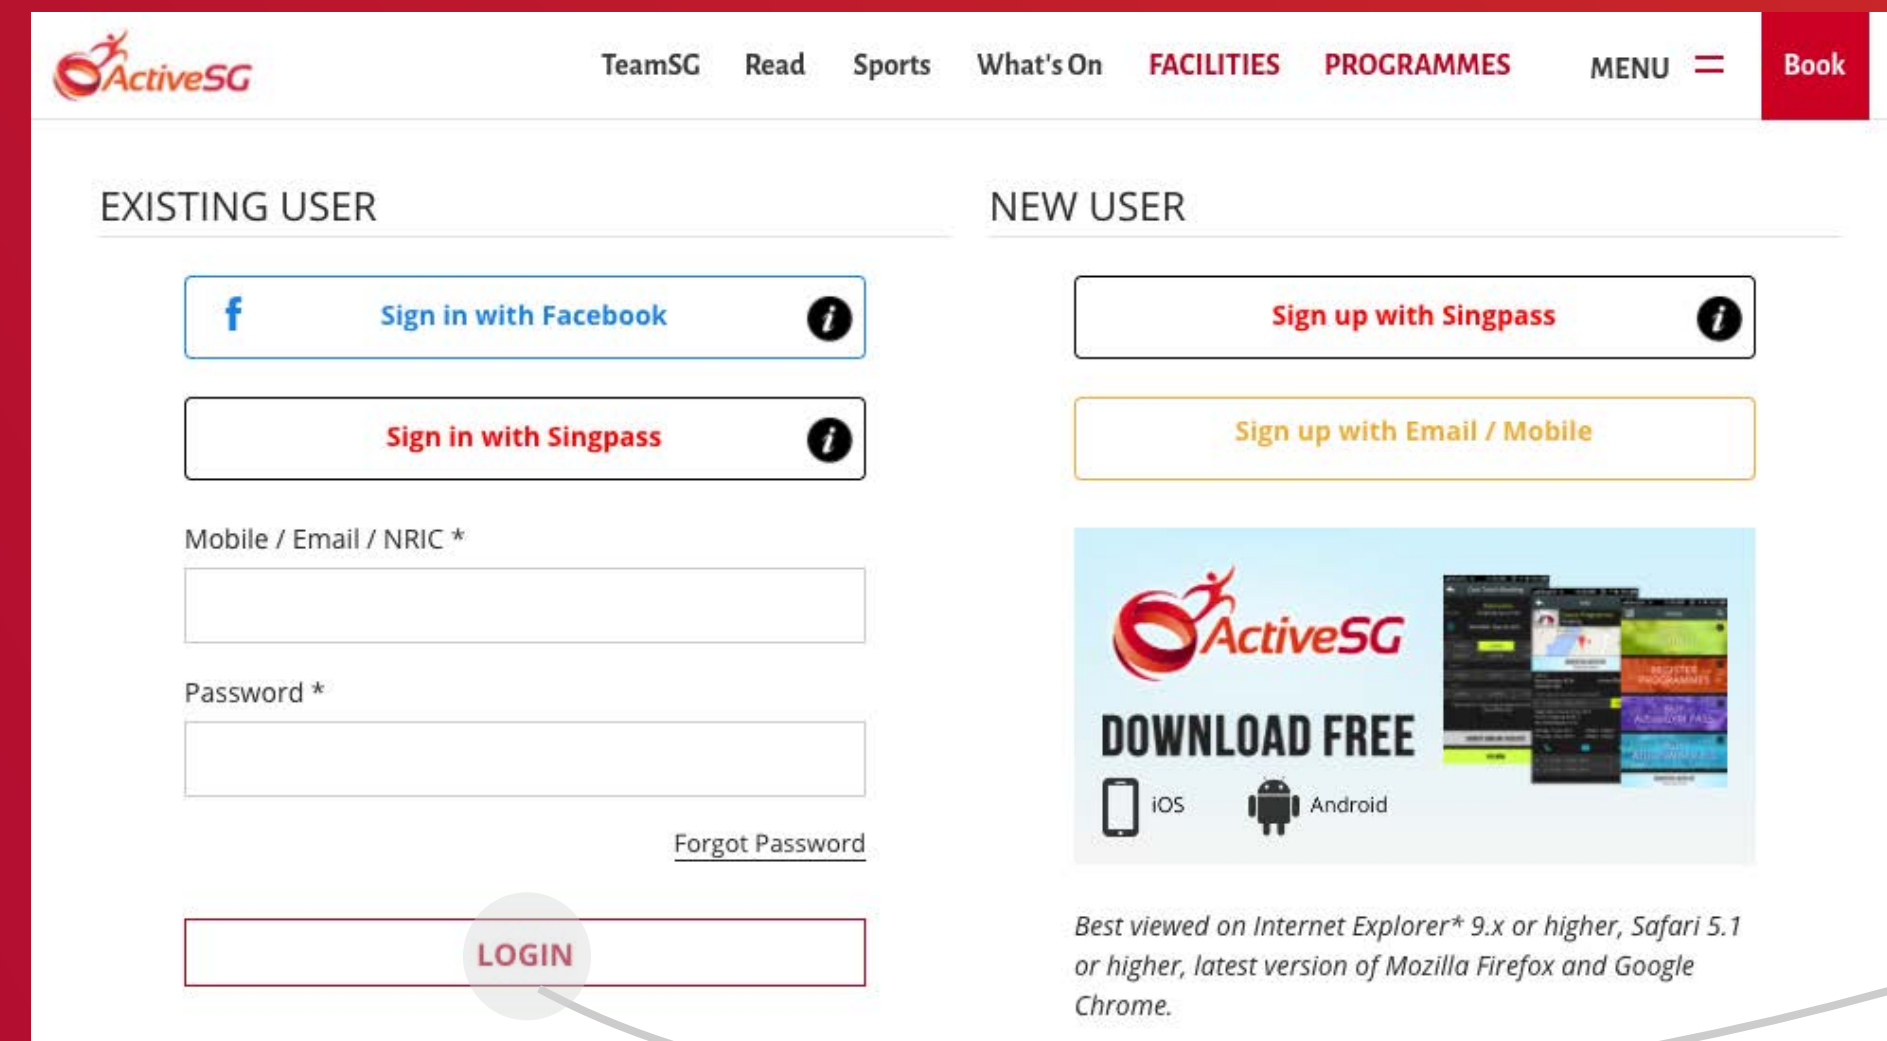 ActiveSG
TeamSG Read Sports What's On FACILITIES PROGRAMMES MENU Book
EXISTING USER
f Sign in with Facebook i
Sign in with Singpass i
Mobile / Email / NRIC *
Password *
Forgot Password
LOGIN
NEW USER
Sign up with Singpass i
Sign up with Email / Mobile
ActiveSG
DOWNLOAD FREE
iOS Android
REGISTER
PROGRAMMES
BUY
Best viewed on Internet Explorer* 9.x or higher, Safari 5.1
or higher, latest version of Mozilla Firefox and Google
Chrome.